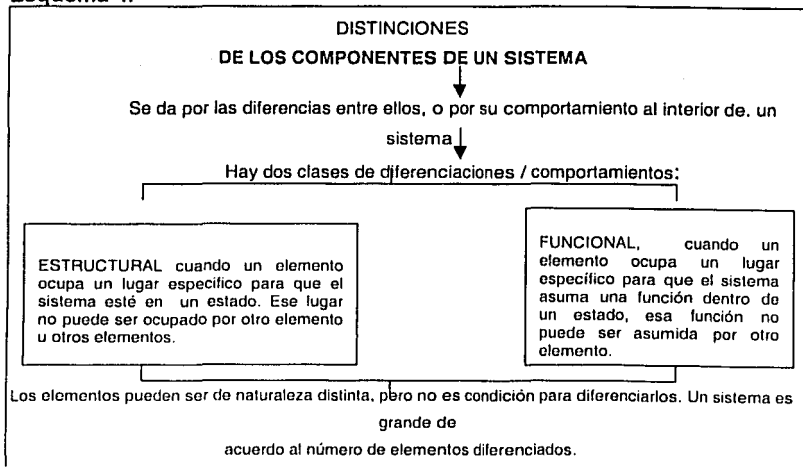 DISTINCIONES
DE LOS COMPONENTES DE UN SISTEMA
Se da por las diferencias entre ellos, o por su comportamiento al interior de. un
sistema
Hay dos clases de diferenciaciones / comportamientos:
ESTRUCTURAL cuando un elemento
ocupa un lugar especifico para que el
sistema esté en un estado. Ese lugar
no puede ser ocupado por otro elemento
u otros elementos.
FUNCIONAL, cuando un
elemento ocupa un lugar
específico para que el sistema
asuma una función dentro de
un estado, esa función no
puede ser asumida por otro
elemento.
Los elementos pueden ser de naturaleza distinta, pero no es condición para diferenciarlos. Un sistema es
grande de
acuerdo al número de elementos diferenciados.